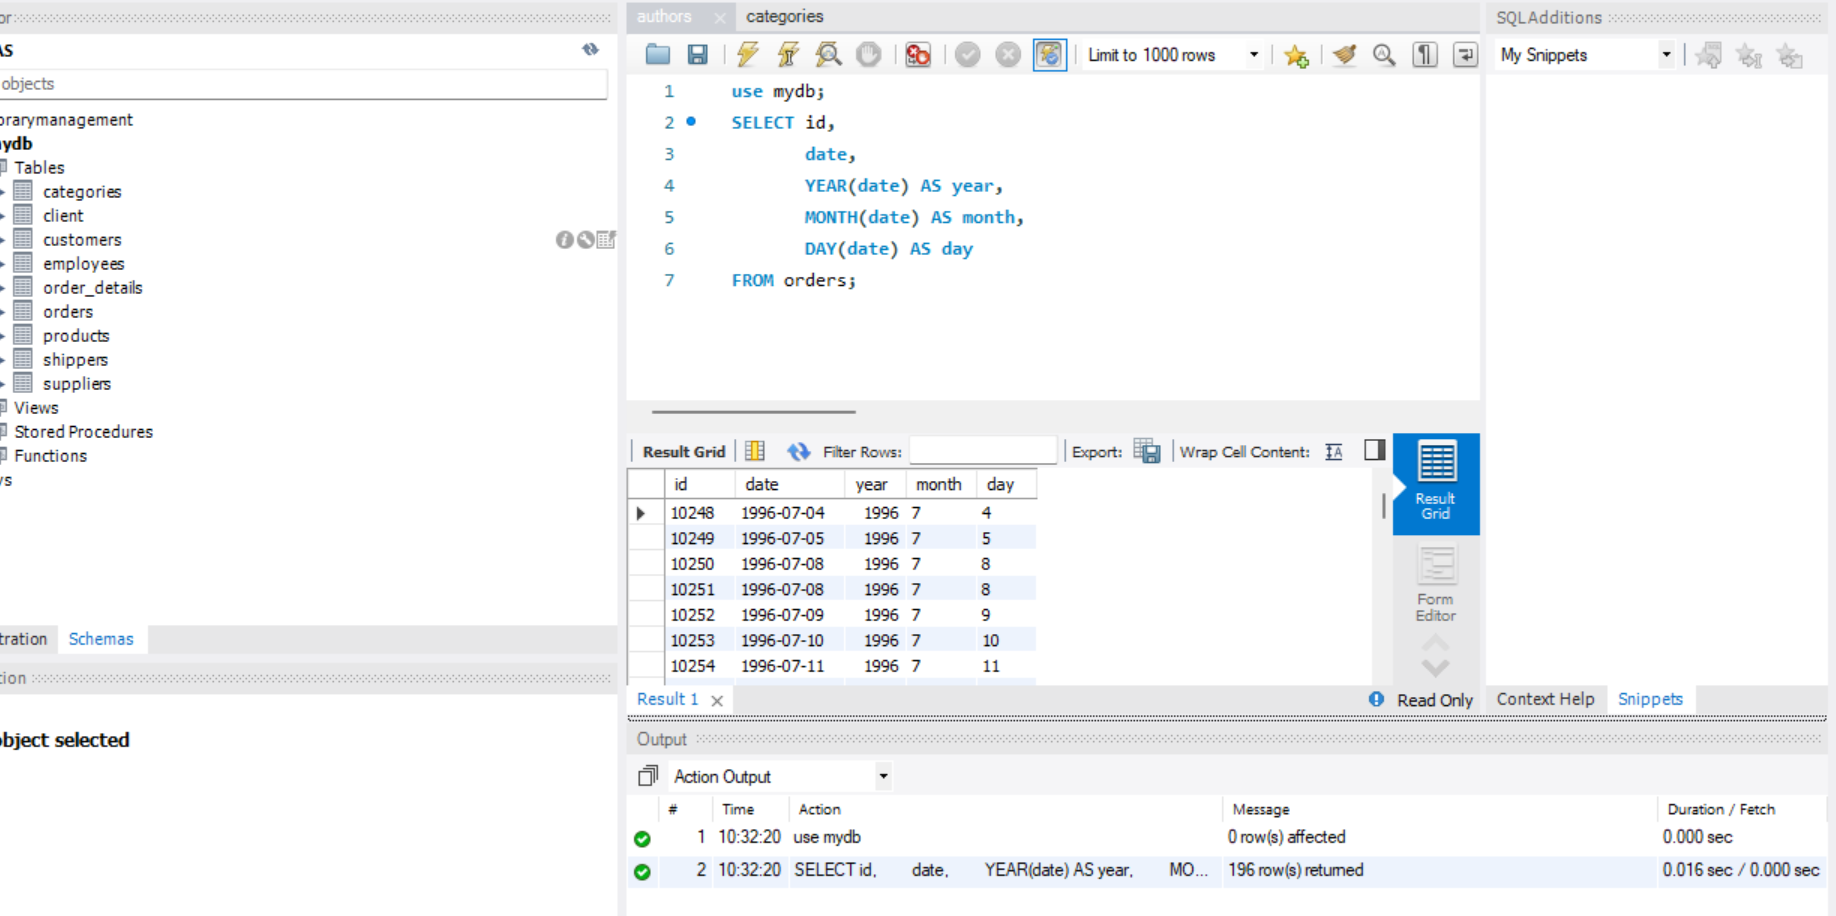 or
authors × categories
SQLAdditions
AS
Limit to 1000 rows
My Snippets
objects
1 use mydb;
2 SELECT id,
3 date,
4 YEAR(date) AS year,
5 MONTH(date) AS month,
6 DAY(date) AS day
7 FROM orders;
orarymanagement
mydb
Tables
categories
client
customers
employees
order_details
orders
products
shippers
suppliers
Views
Stored Procedures
Functions
ys
tration Schemas
tion
object selected
Result Grid Filter Rows: Export: Wrap Cell Content:
id date year month day
10248 1996-07-04 1996 7 4
10249 1996-07-05 1996 7 5
10250 1996-07-08 1996 7 8
10251 1996-07-08 1996 7 8
10252 1996-07-09 1996 7 9
10253 1996-07-10 1996 7 10
10254 1996-07-11 1996 7 11
Result
Grid
Form
Editor
Result 1 ×
Read Only
Context Help Snippets
Output
Action Output
# Time Action Message Duration / Fetch
1 10:32:20 use mydb 0 row(s) affected 0.000 sec
2 10:32:20 SELECT id, date, YEAR(date) AS year, MO... 196 row(s) returned 0.016 sec / 0.000 sec